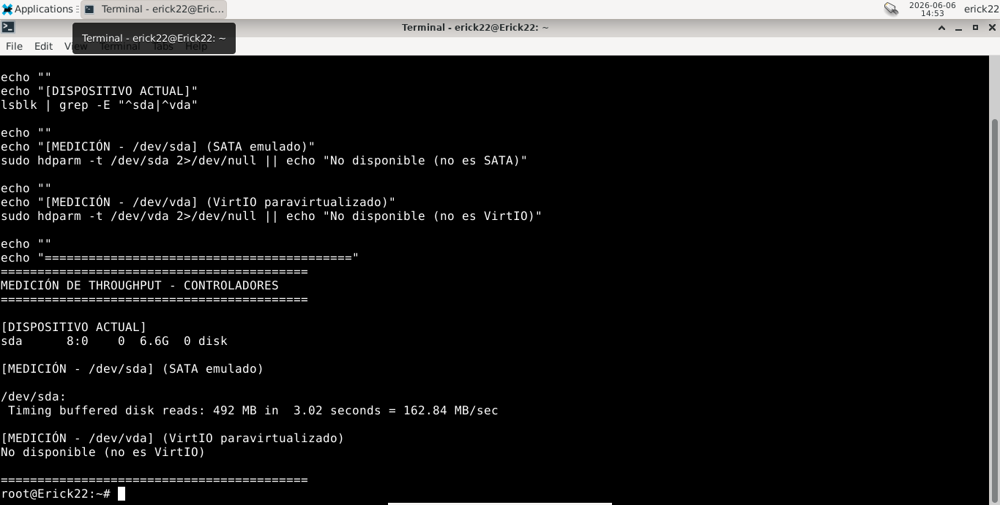 Applications
Terminal - erick22@Eric...
2026-06-06
14:53
erick22
Terminal - erick22@Erick22: ~
Terminal - erick22@Erick22: ~
File Edit View Terminal Tabs Help
echo ""
echo "[DISPOSITIVO ACTUAL]"
lsblk | grep -E "^sda|^vda"
echo ""
echo "[MEDICIÓN - /dev/sda] (SATA emulado)"
sudo hdparm -t /dev/sda 2>/dev/null || echo "No disponible (no es SATA)"
echo ""
echo "[MEDICIÓN - /dev/vda] (VirtIO paravirtualizado)"
sudo hdparm -t /dev/vda 2>/dev/null || echo "No disponible (no es VirtIO)"
echo ""
echo "=========================================="
==========================================
MEDICIÓN DE THROUGHPUT - CONTROLADORES
==========================================
[DISPOSITIVO ACTUAL]
sda      8:0    0  6.6G  0 disk
[MEDICIÓN - /dev/sda] (SATA emulado)
/dev/sda:
 Timing buffered disk reads: 492 MB in  3.02 seconds = 162.84 MB/sec
[MEDICIÓN - /dev/vda] (VirtIO paravirtualizado)
No disponible (no es VirtIO)
==========================================
root@Erick22:~#